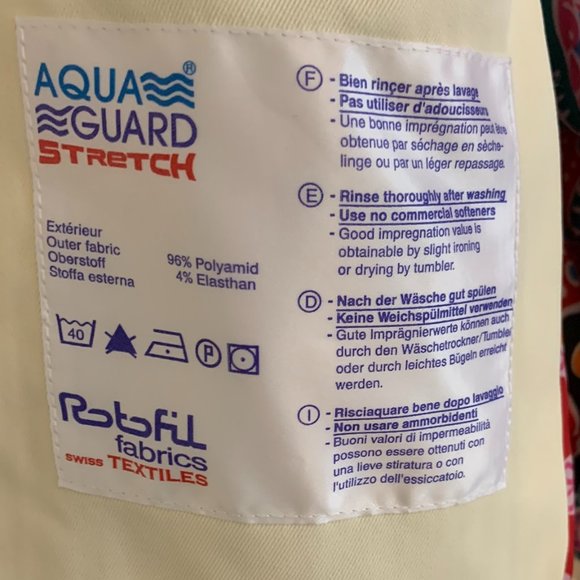 AQUA ®
GUARD
STRETCH
Extérieur
Outer fabric
Oberstoff
Stoffa esterna
96% Polyamid
4% Elasthan
40
P
Rotofil
fabrics
swiss TEXTILES
F - Bien rinçer après lavage
- Pas utiliser d'adoucisseurs
- Une bonne imprégnation peut être
obtenue par séchage en sèche-
linge ou par un léger repassage.
E - Rinse thoroughly after washing
- Use no commercial softeners
- Good impregnation value is
obtainable by slight ironing
or drying by tumbler.
D - Nach der Wäsche gut spülen
- Keine Weichspülmittel verwenden
- Gute Imprägnierwerte können auch
durch den Wäschetrockner/Tumbler
oder durch leichtes Bügeln erreicht
werden.
I - Risciaquare bene dopo lavaggio
- Non usare ammorbidenti
- Buoni valori di impermeabilità
possono essere ottenuti con
una lieve stiratura o con
l'utilizzo dell'essiccatoio.